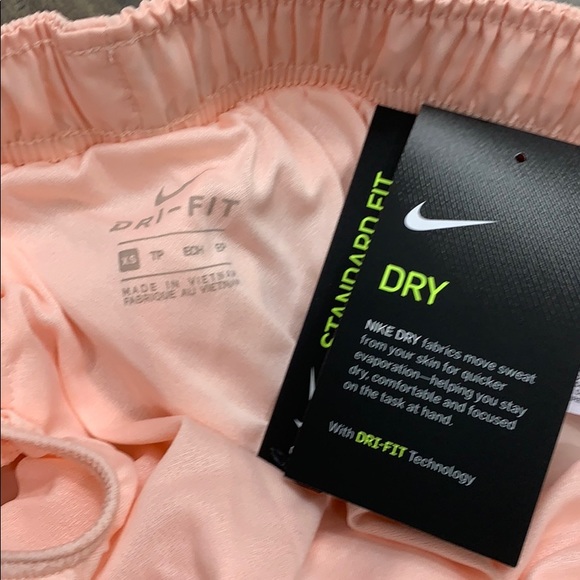 DRI-FIT
XS TP ECH EP
MADE IN VIETNAM
FABRIQUE AU VIETNAM
STANDARD FIT
DRY
NIKE DRY fabrics move sweat
from your skin for quicker
evaporation—helping you stay
dry, comfortable and focused
on the task at hand.
With DRI-FIT Technology